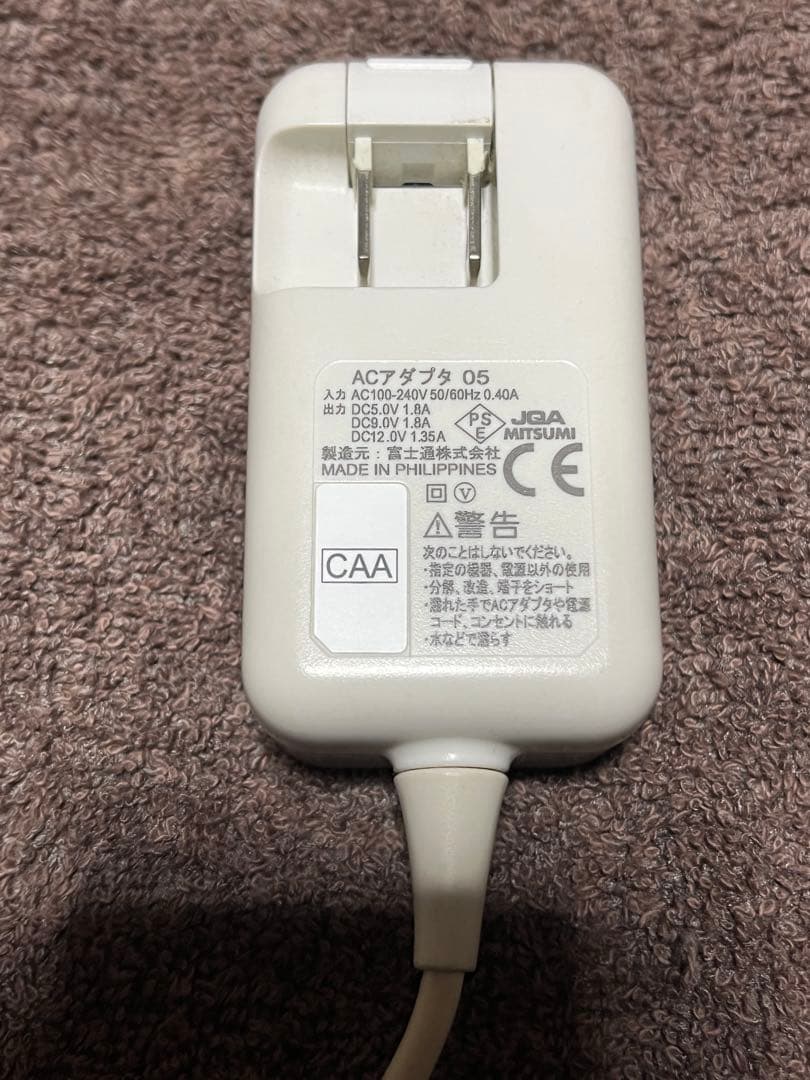 ACアダプタ 05
入力 AC100-240V 50/60Hz 0.40A
出力 DC5.0V 1.8A
DC9.0V 1.8A
DC12.0V 1.35A
PS
E
JQA
MITSUMI
製造元：富士通株式会社
MADE IN PHILIPPINES
CE
V
警告
次のことはしないでください。
・指定の機器、電源以外の使用
・分解、改造、端子をショート
・濡れた手でACアダプタや電源
コード、コンセントに触れる
・水などで濡らす
CAA